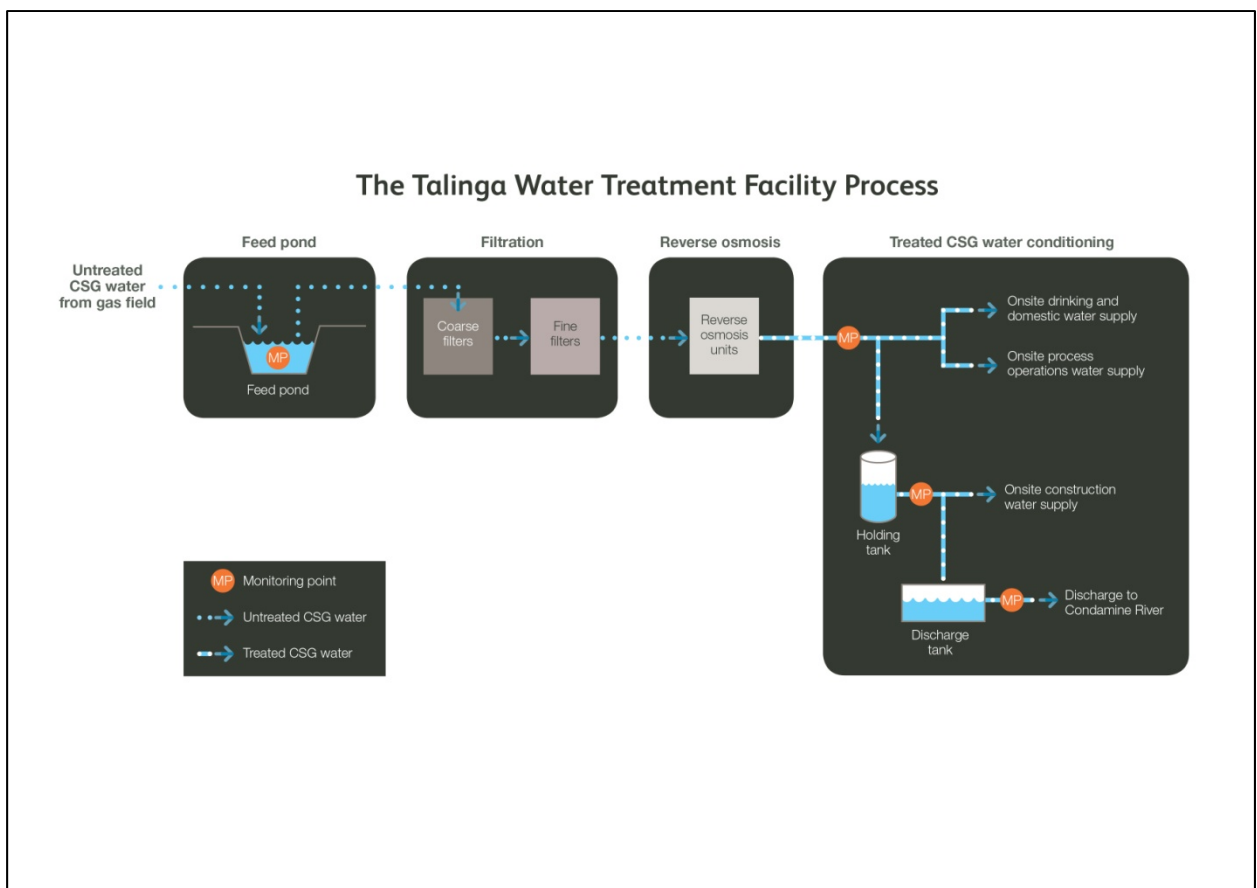 The Talinga Water Treatment Facility Process
Feed pond
Filtration
Reverse osmosis
Treated CSG water conditioning
Untreated
CSG water
from gas field
MP
Feed pond
Coarse
filters
Fine
filters
Reverse
osmosis
units
MP
Onsite drinking and
domestic water supply
Onsite process
operations water supply
Holding
tank
MP
Onsite construction
water supply
Discharge
tank
MP
Discharge to
Condamine River
MP Monitoring point
Untreated CSG water
Treated CSG water